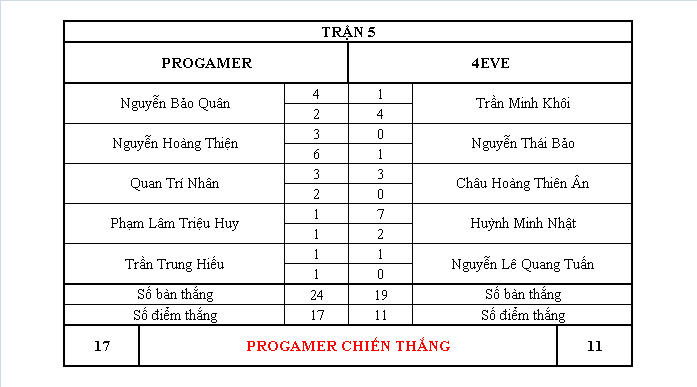 TRẬN 5
PROGAMER 4EVE
Nguyễn Bảo Quân 4 1 Trần Minh Khôi
2 4
Nguyễn Hoàng Thiện 3 0 Nguyễn Thái Bảo
6 1
Quan Trí Nhân 3 3 Châu Hoàng Thiên Ân
2 0
Phạm Lâm Triệu Huy 1 7 Huỳnh Minh Nhật
1 2
Trần Trung Hiếu 1 1 Nguyễn Lê Quang Tuấn
1 0
Số bàn thắng 24 19 Số bàn thắng
Số điểm thắng 17 11 Số điểm thắng
17 PROGAMER CHIẾN THẮNG 11